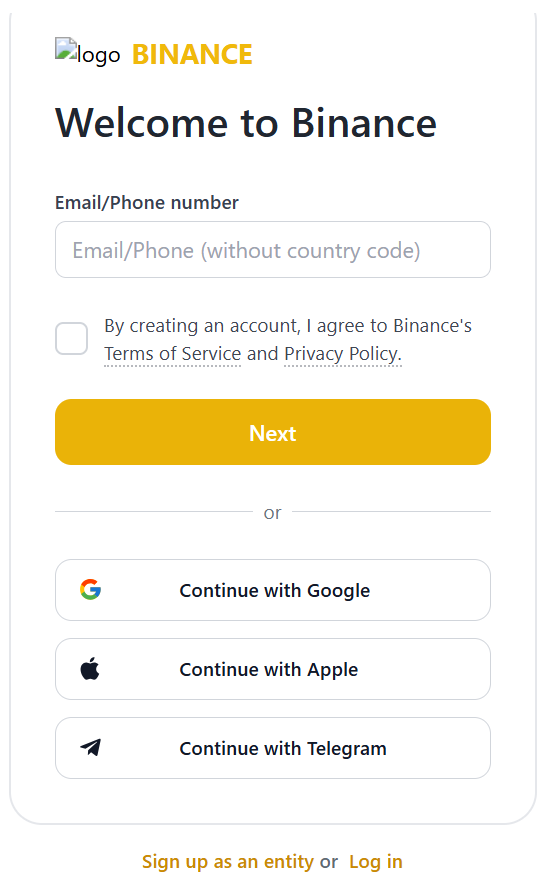 logo BINANCE
Welcome to Binance
Email/Phone number
Email/Phone (without country code)
By creating an account, I agree to Binance's
Terms of Service and Privacy Policy.
Next
or
Continue with Google
Continue with Apple
Continue with Telegram
Sign up as an entity or Log in